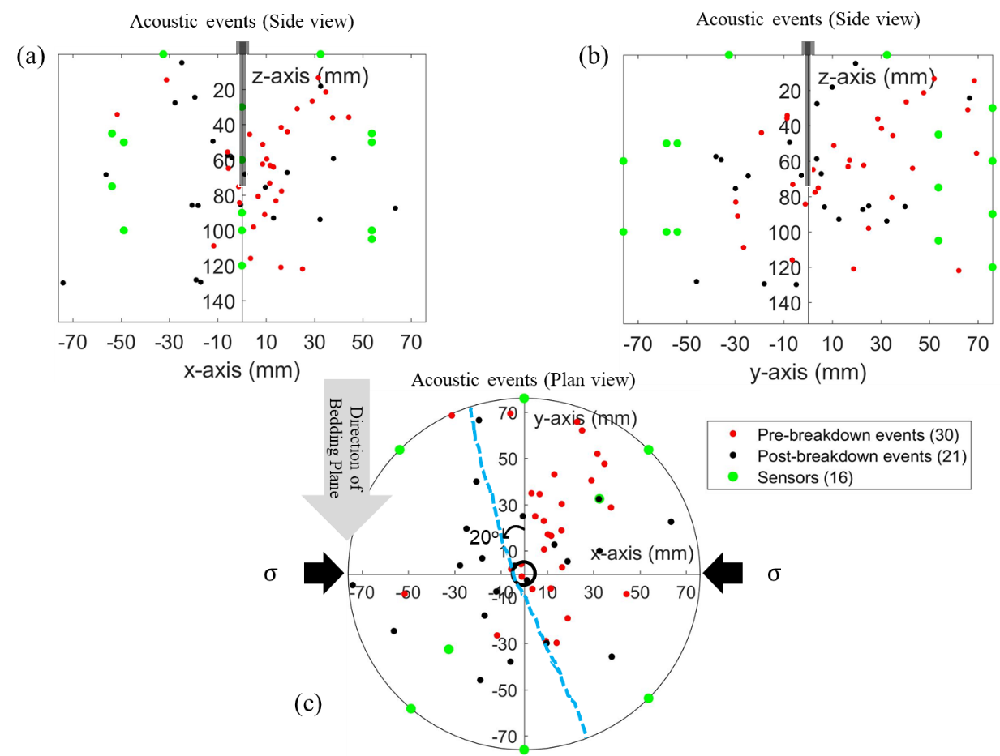 Acoustic events (Side view)
(a)
z-axis (mm)
20
40
60
80
100
120
140
-70 -50 -30 -10 10 30 50 70
x-axis (mm)
Acoustic events (Side view)
(b)
z-axis (mm)
20
40
60
80
100
120
140
-70 -50 -30 -10 10 30 50 70
y-axis (mm)
Acoustic events (Plan view)
Direction of
Bedding Plane
70
y-axis (mm)
50
30
20°
10
x-axis (mm)
σ
σ
-70 -50 -30 -10 10 30 50 70
-10
-30
-50
-70
(c)
Pre-breakdown events (30)
Post-breakdown events (21)
Sensors (16)